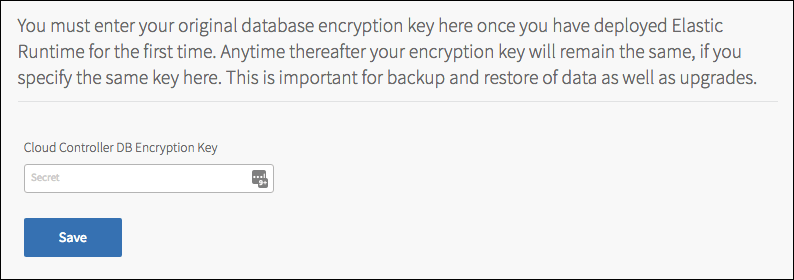 You must enter your original database encryption key here once you have deployed Elastic
Runtime for the first time. Anytime thereafter your encryption key will remain the same, if you
specify the same key here. This is important for backup and restore of data as well as upgrades.
Cloud Controller DB Encryption Key
Secret
9+
Save